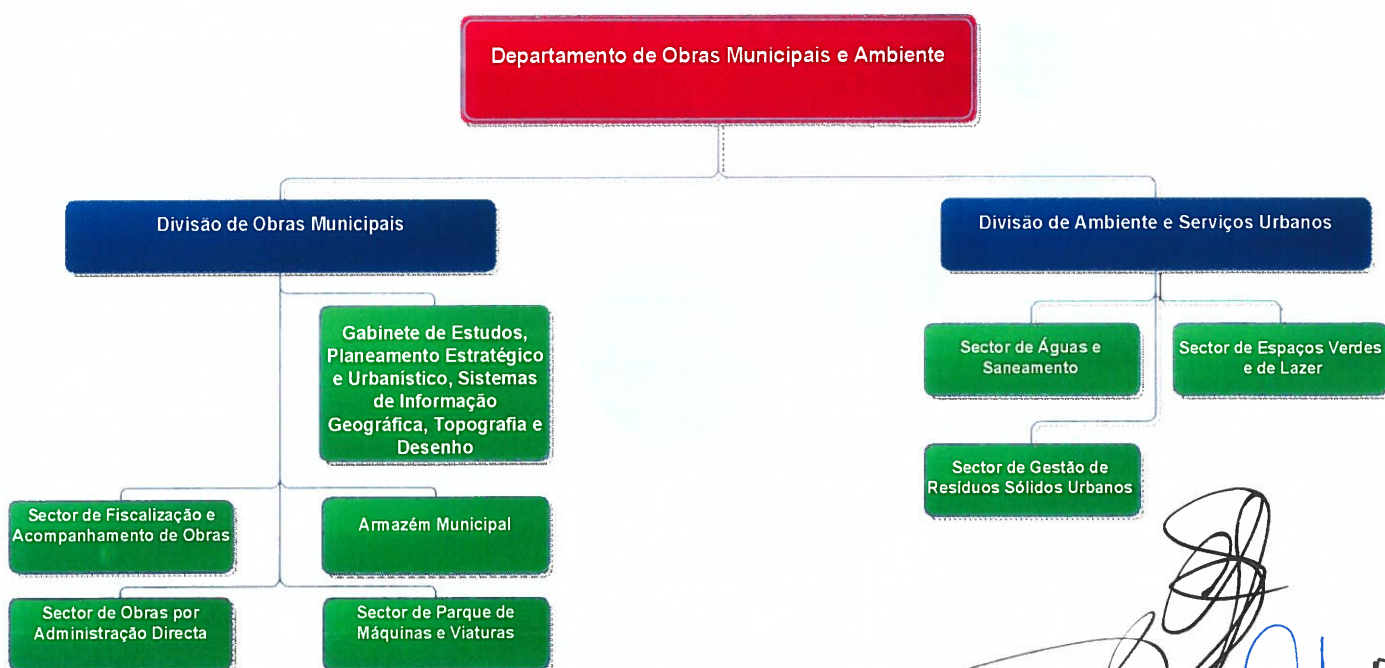 Departamento de Obras Municipais e Ambiente
Divisão de Obras Municipais
Divisão de Ambiente e Serviços Urbanos
Gabinete de Estudos,
Planeamento Estratégico
e Urbanístico, Sistemas
de Informação
Geográfica, Topografia e
Desenho
Sector de Águas e
Saneamento
Sector de Espaços Verdes
e de Lazer
Sector de Gestão de
Resíduos Sólidos Urbanos
Sector de Fiscalização e
Acompanhamento de Obras
Armazém Municipal
Sector de Obras por
Administração Directa
Sector de Parque de
Máquinas e Viaturas